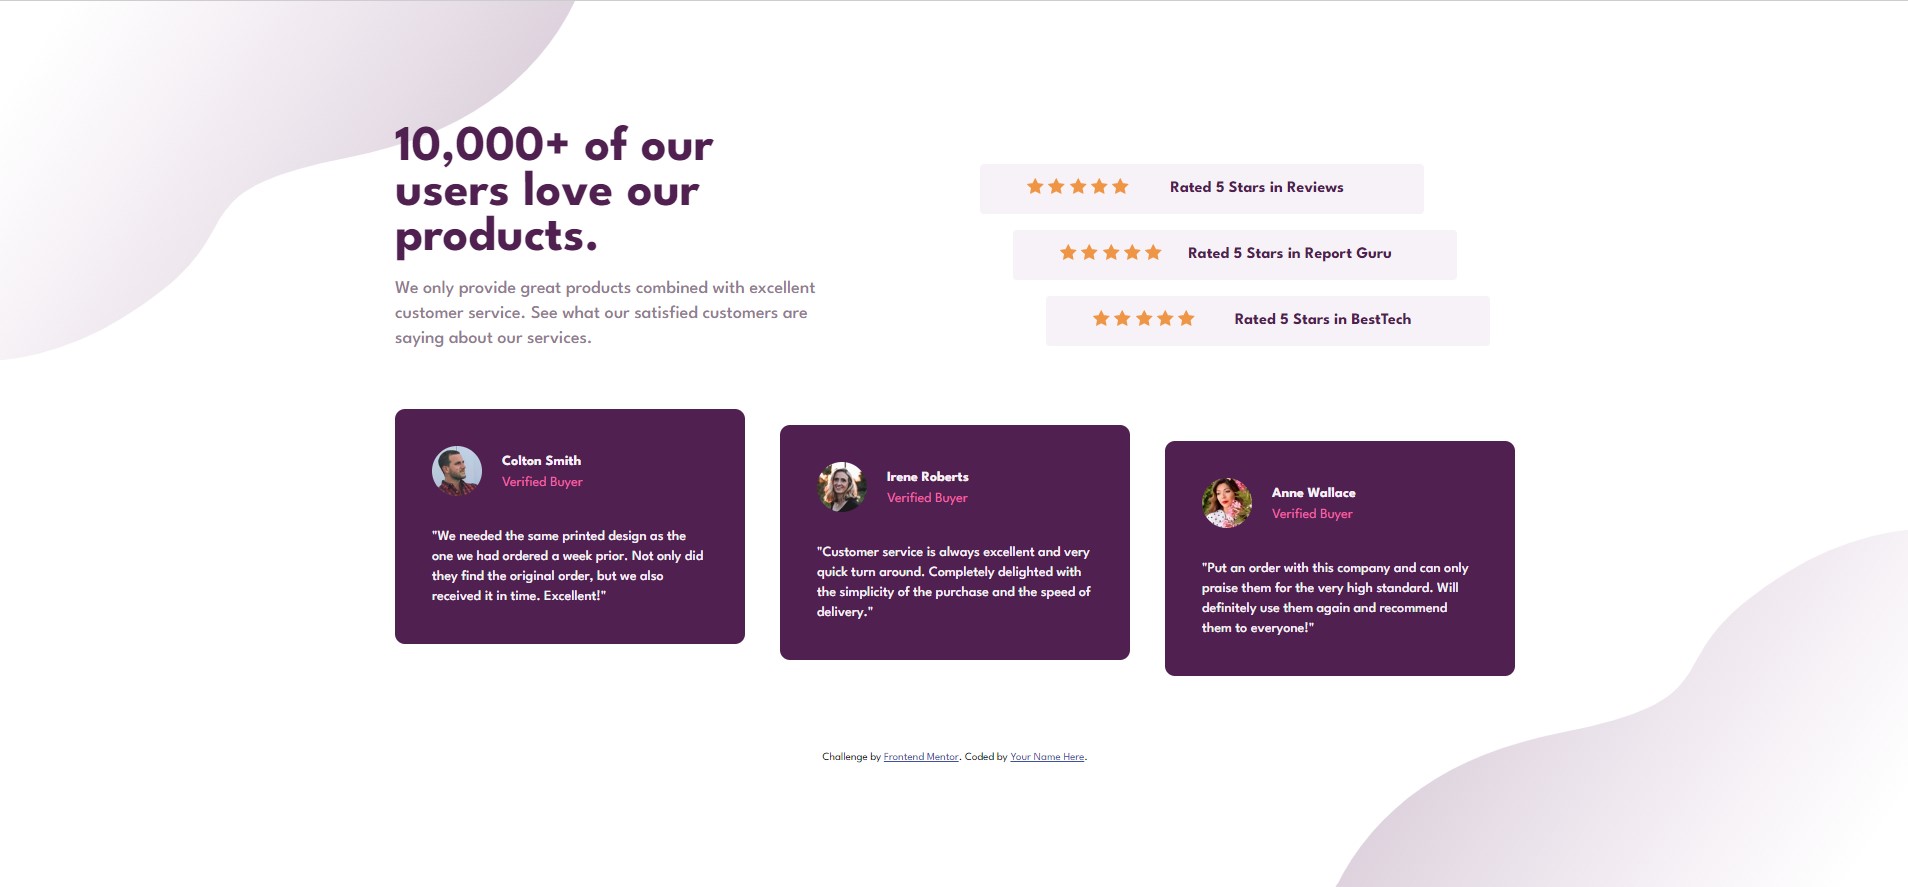 10,000+ of our
users love our
products.
We only provide great products combined with excellent
customer service. See what our satisfied customers are
saying about our services.
Rated 5 Stars in Reviews
Rated 5 Stars in Report Guru
Rated 5 Stars in BestTech
Colton Smith
Verified Buyer
"We needed the same printed design as the
one we had ordered a week prior. Not only did
they find the original order, but we also
received it in time. Excellent!"
Irene Roberts
Verified Buyer
"Customer service is always excellent and very
quick turn around. Completely delighted with
the simplicity of the purchase and the speed of
delivery."
Anne Wallace
Verified Buyer
"Put an order with this company and can only
praise them for the very high standard. Will
definitely use them again and recommend
them to everyone!"
Challenge by Frontend Mentor. Coded by Your Name Here.